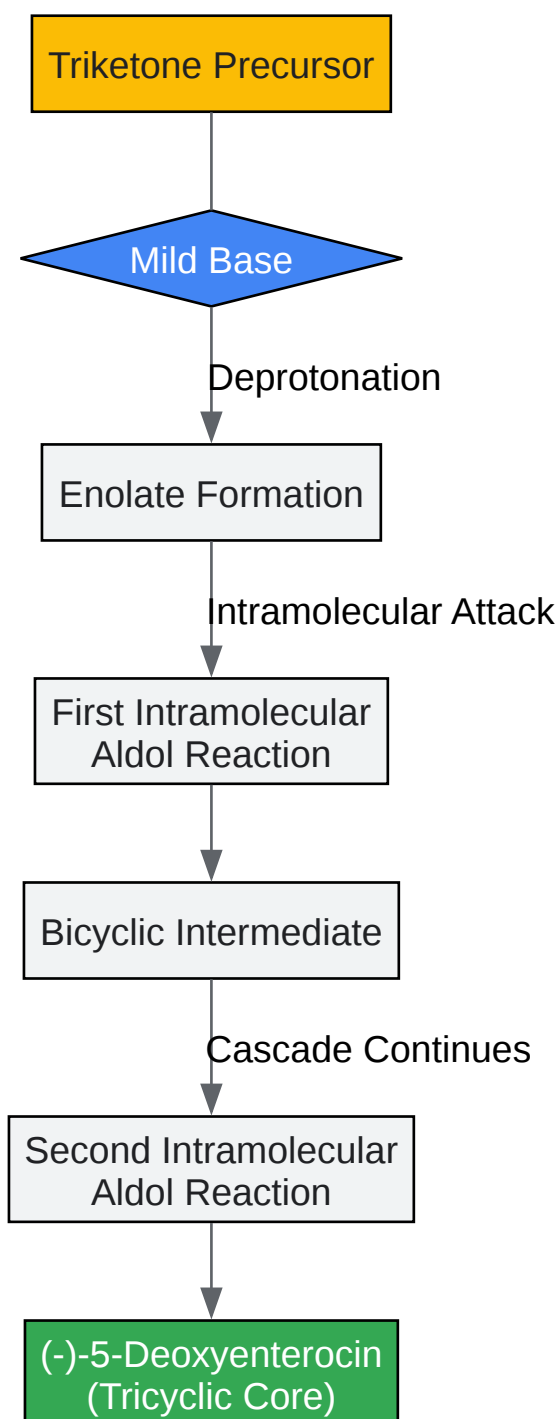 Triketone Precursor
Mild Base
Deprotonation
Enolate Formation
Intramolecular Attack
First Intramolecular
Aldol Reaction
Bicyclic Intermediate
Cascade Continues
Second Intramolecular
Aldol Reaction
(-)-5-Deoxyenterocin
(Tricyclic Core)